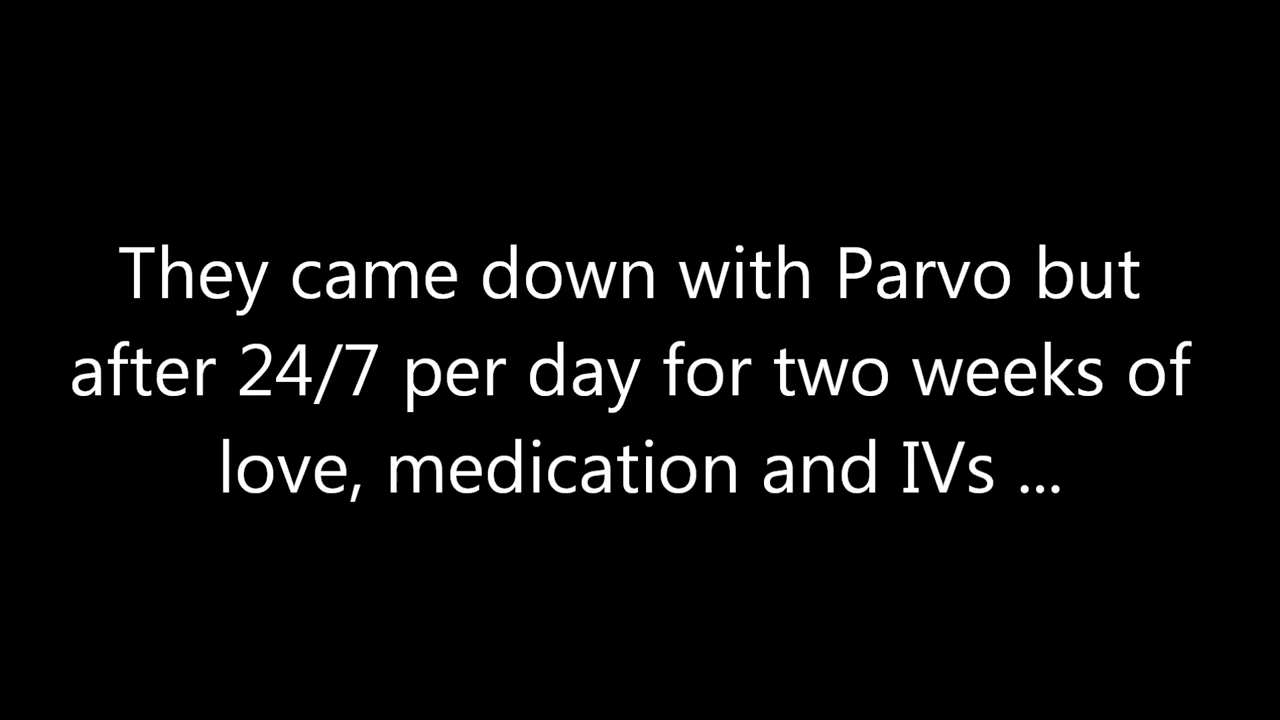 They came down with Parvo but
after 24/7 per day for two weeks of
love, medication and IVs ...